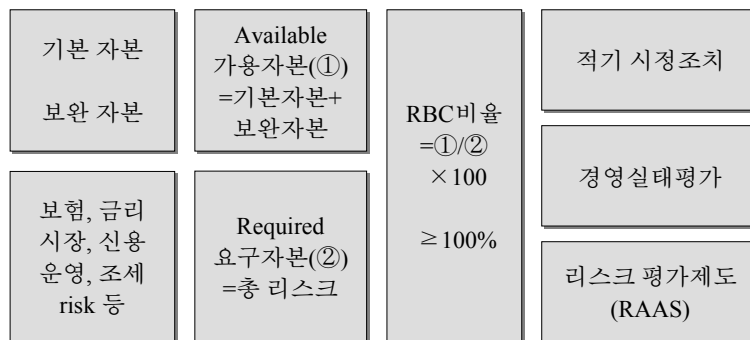 기본 자본
보완 자본
Available
가용자본(①)
=기본자본+
보완자본
보험, 금리
시장, 신용
운영, 조세
risk 등
Required
요구자본(②)
=총 리스크
RBC비율
=①/②
×100
≥100%
적기 시정조치
경영실태평가
리스크 평가제도
(RAAS)